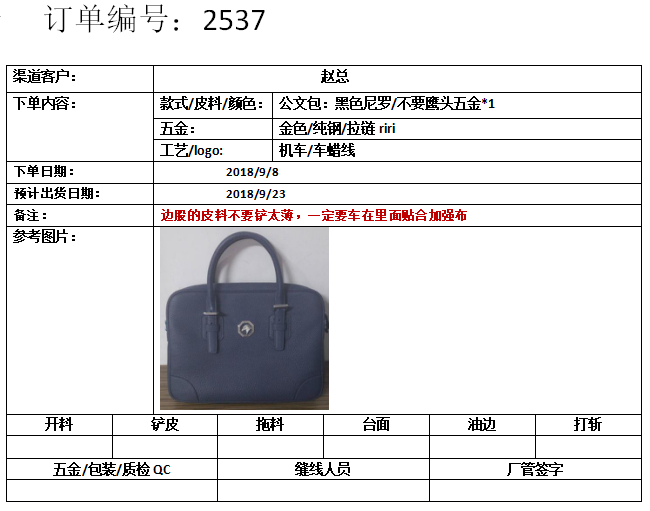 订单编号：2537
渠道客户： 赵总
下单内容： 款式/皮料/颜色： 公文包：黑色尼罗/不要鹰头五金*1
五金： 金色/纯钢/拉链 riri
工艺/logo: 机车/车蜡线
下单日期： 2018/9/8
预计出货日期： 2018/9/23
备注： 边股的皮料不要铲太薄，一定要车在里面贴合加强布
参考图片：
开料 铲皮 拖料 台面 油边 打斩
五金/包装/质检 QC 缝线人员 厂管签字